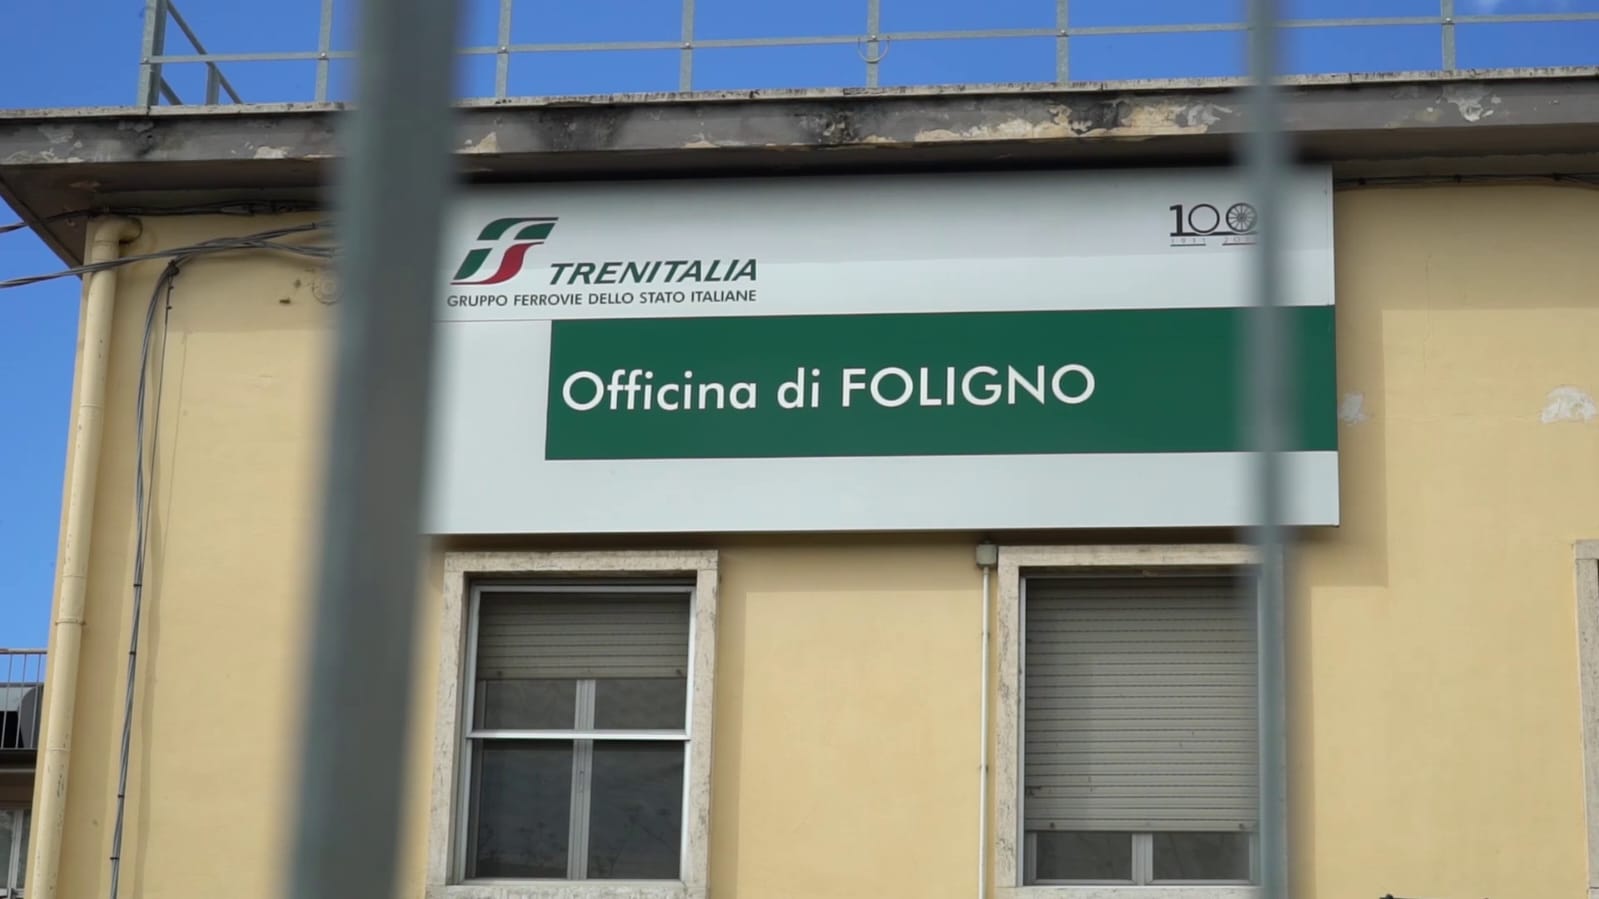 100
TRENITALIA
GRUPPO FERROVIE DELLO STATO ITALIANE
Officina di FOLIGNO